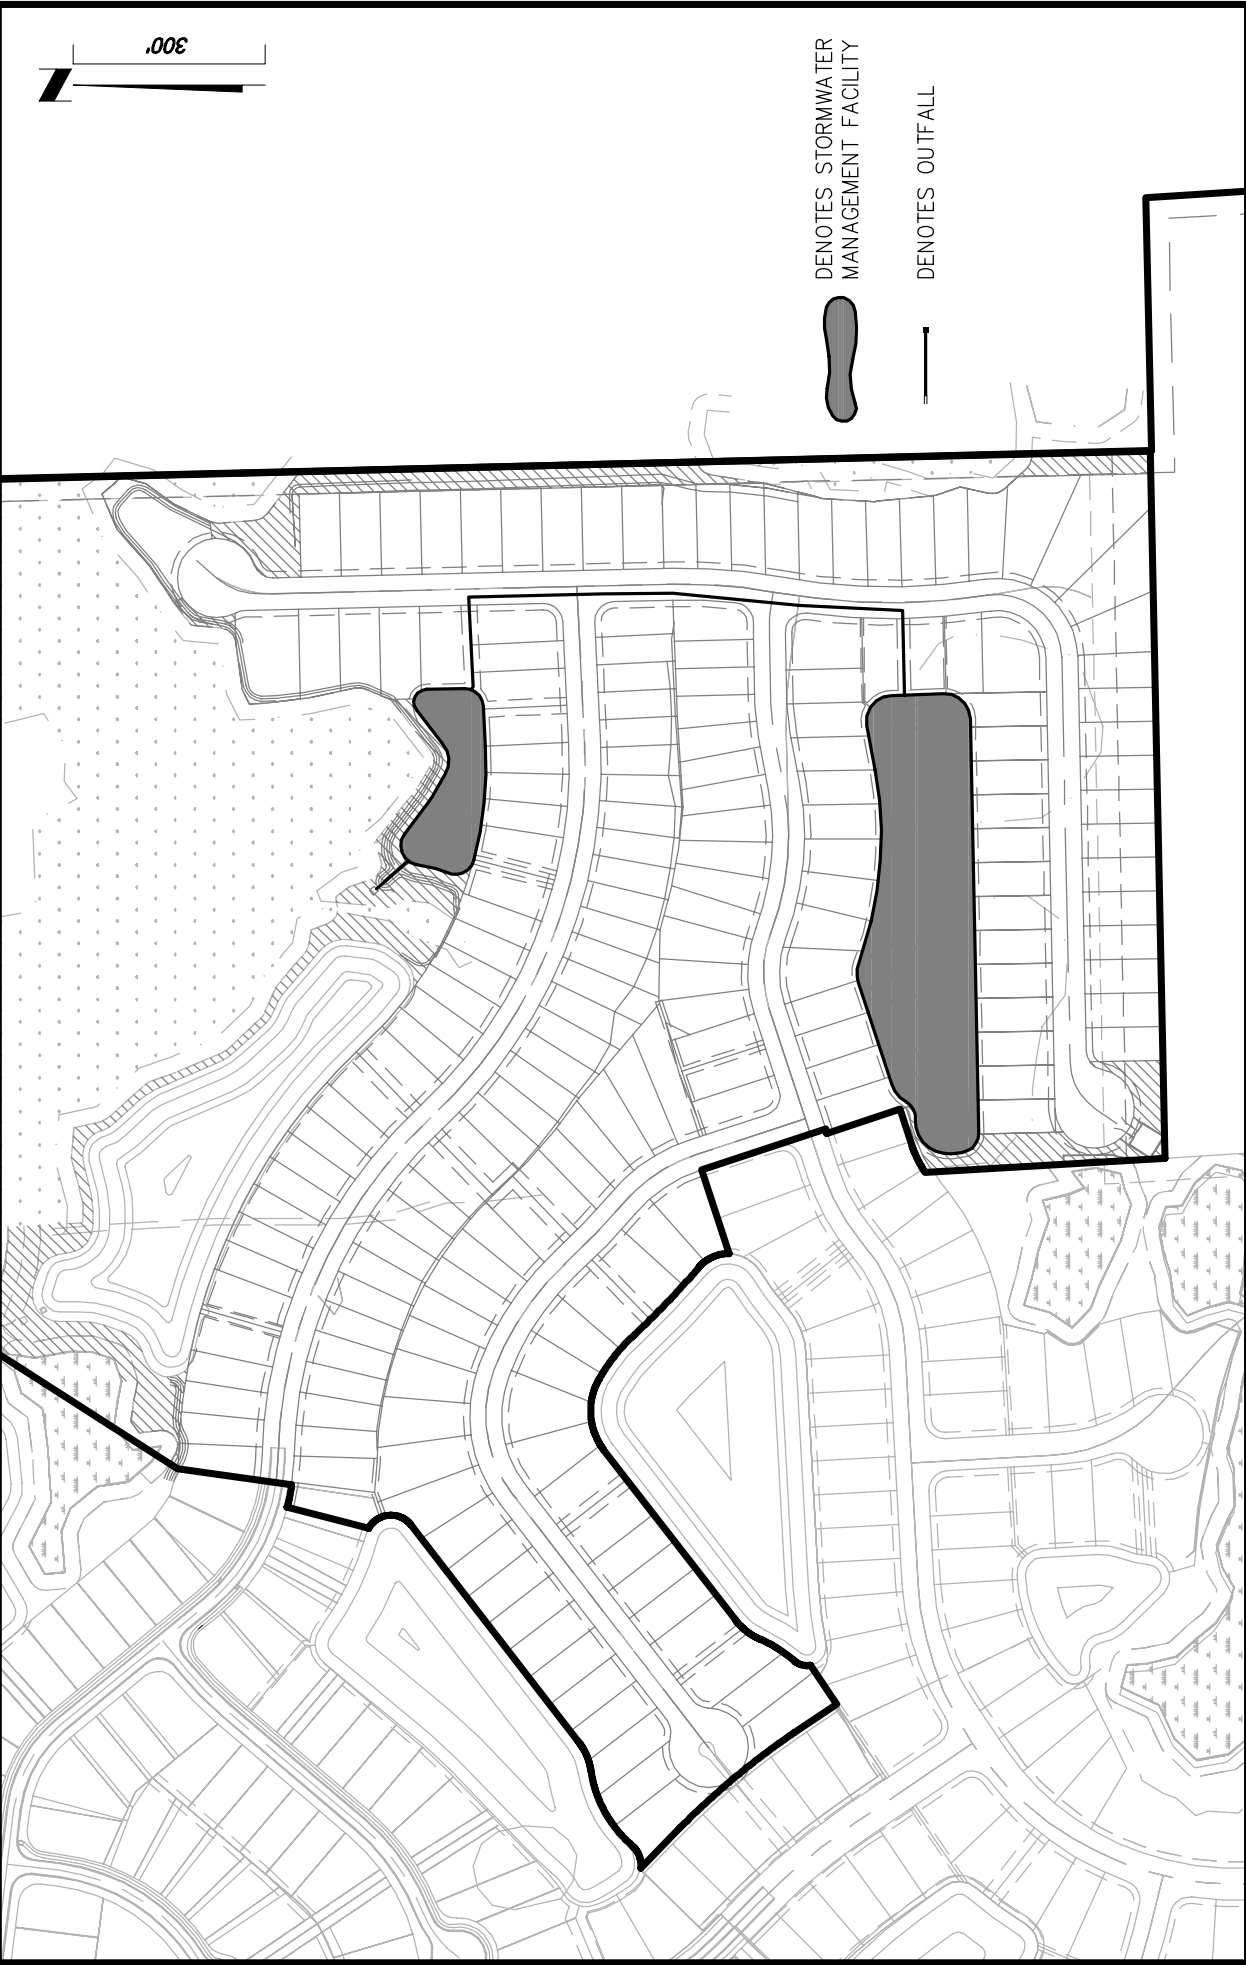 300'
N
DENOTES STORMWATER
MANAGEMENT FACILITY
DENOTES OUTFALL